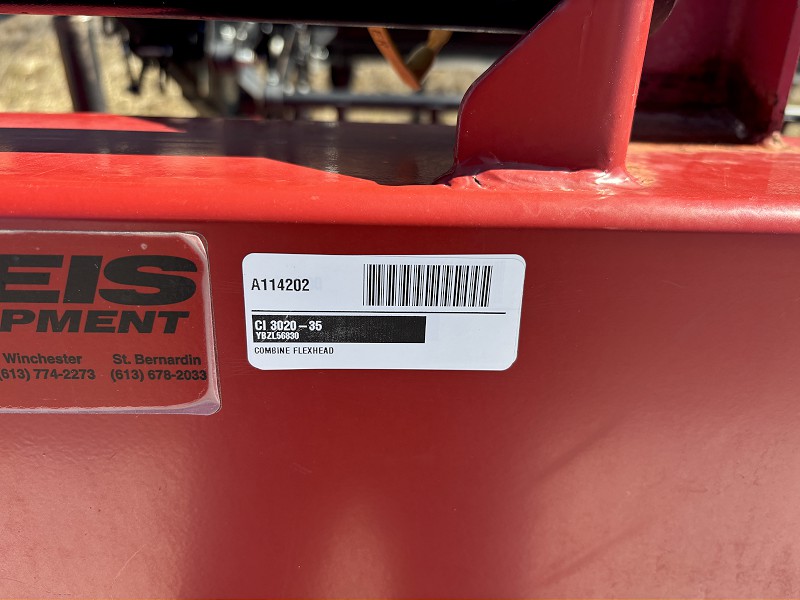 EIS
PMENT
Winchester St. Bernardin
(613) 774-2273 (613) 678-2033
A114202
CI 3020-35
YBZL56830
COMBINE FLEXHEAD